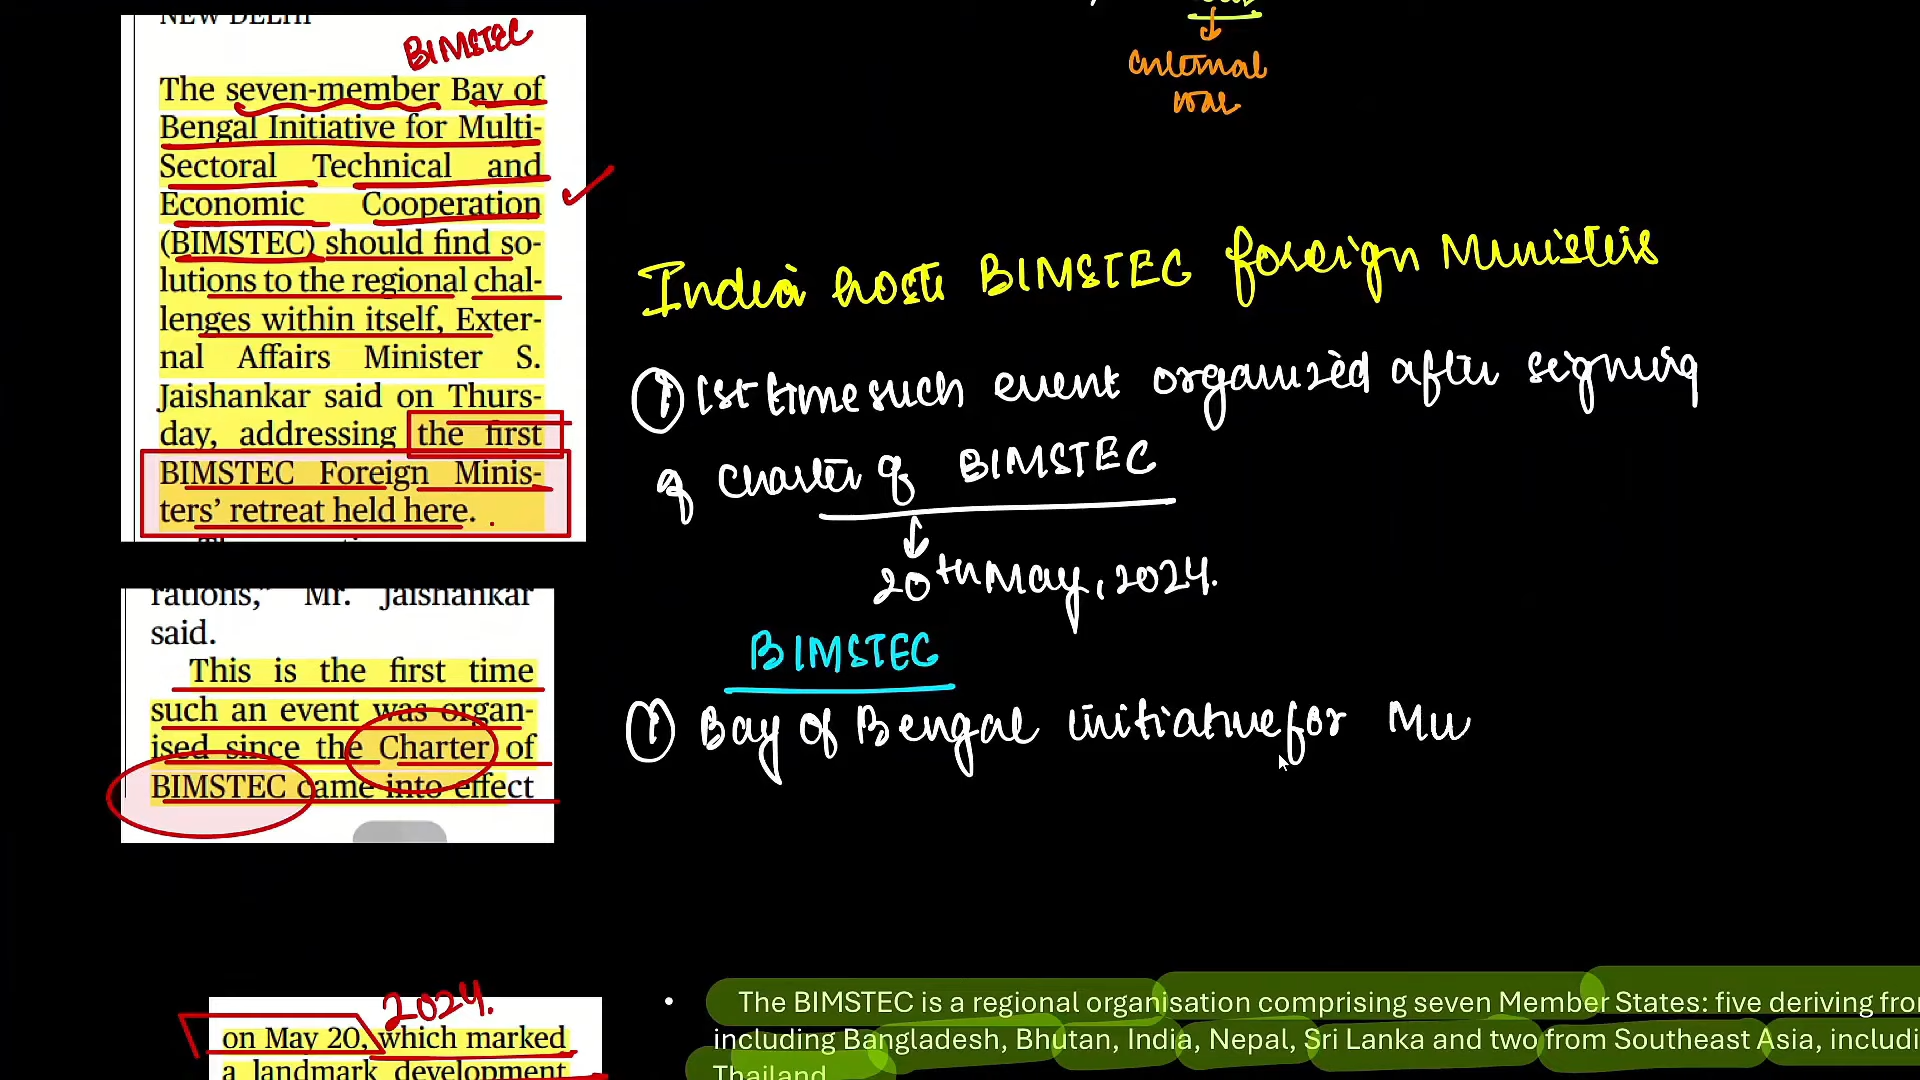 NEW DELHI
BIMSTEC
The seven-member Bay of
Bengal Initiative for Multi-
Sectoral Technical and
Economic Cooperation
(BIMSTEC) should find so-
lutions to the regional chal-
lenges within itself, Exter-
nal Affairs Minister S.
Jaishankar said on Thurs-
day, addressing the first
BIMSTEC Foreign Minis-
ters’ retreat held here.
rations,” Mr. Jaishankar
said.
This is the first time
such an event was organ-
ised since the Charter of
BIMSTEC came into effect
2024.
on May 20, which marked
a landmark development
war
India hosts BIMSTEC foreign Ministers
① 1st time such event organized after signing
of Charter of BIMSTEC
20th May, 2024.
BIMSTEC
① Bay of Bengal initiative for Mu
• The BIMSTEC is a regional organisation comprising seven Member States: five deriving fro
including Bangladesh, Bhutan, India, Nepal, Sri Lanka and two from Southeast Asia, includi
Thailand